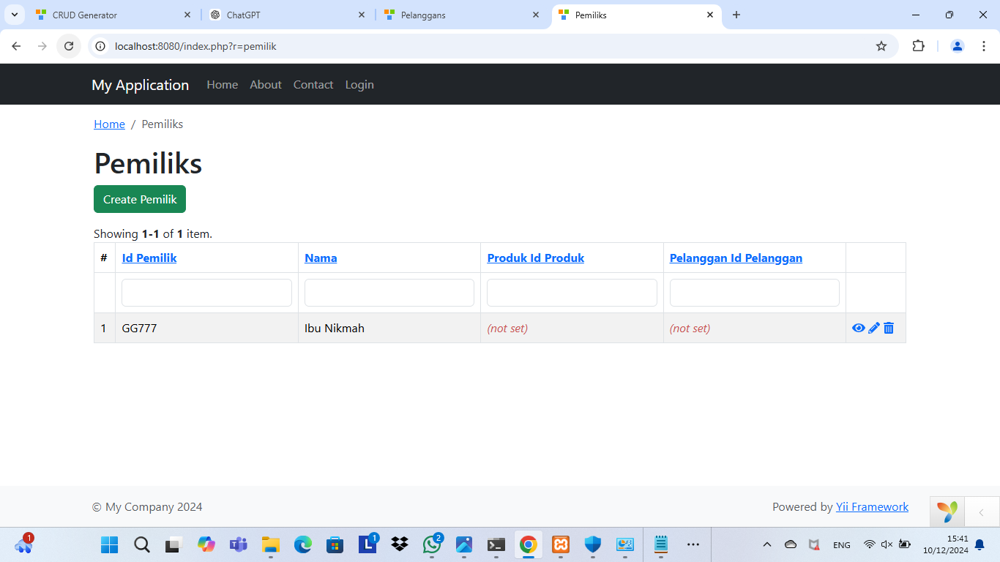 CRUD Generator
ChatGPT
Pelanggans
Pemiliks
localhost:8080/index.php?r=pemilik
My Application Home About Contact Login
Home / Pemiliks
Pemiliks
Create Pemilik
Showing 1-1 of 1 item.
# Id Pemilik Nama Produk Id Produk Pelanggan Id Pelanggan
1 GG777 Ibu Nikmah (not set) (not set)
© My Company 2024
Powered by Yii Framework
1
L 1
2
ENG
15:41
10/12/2024